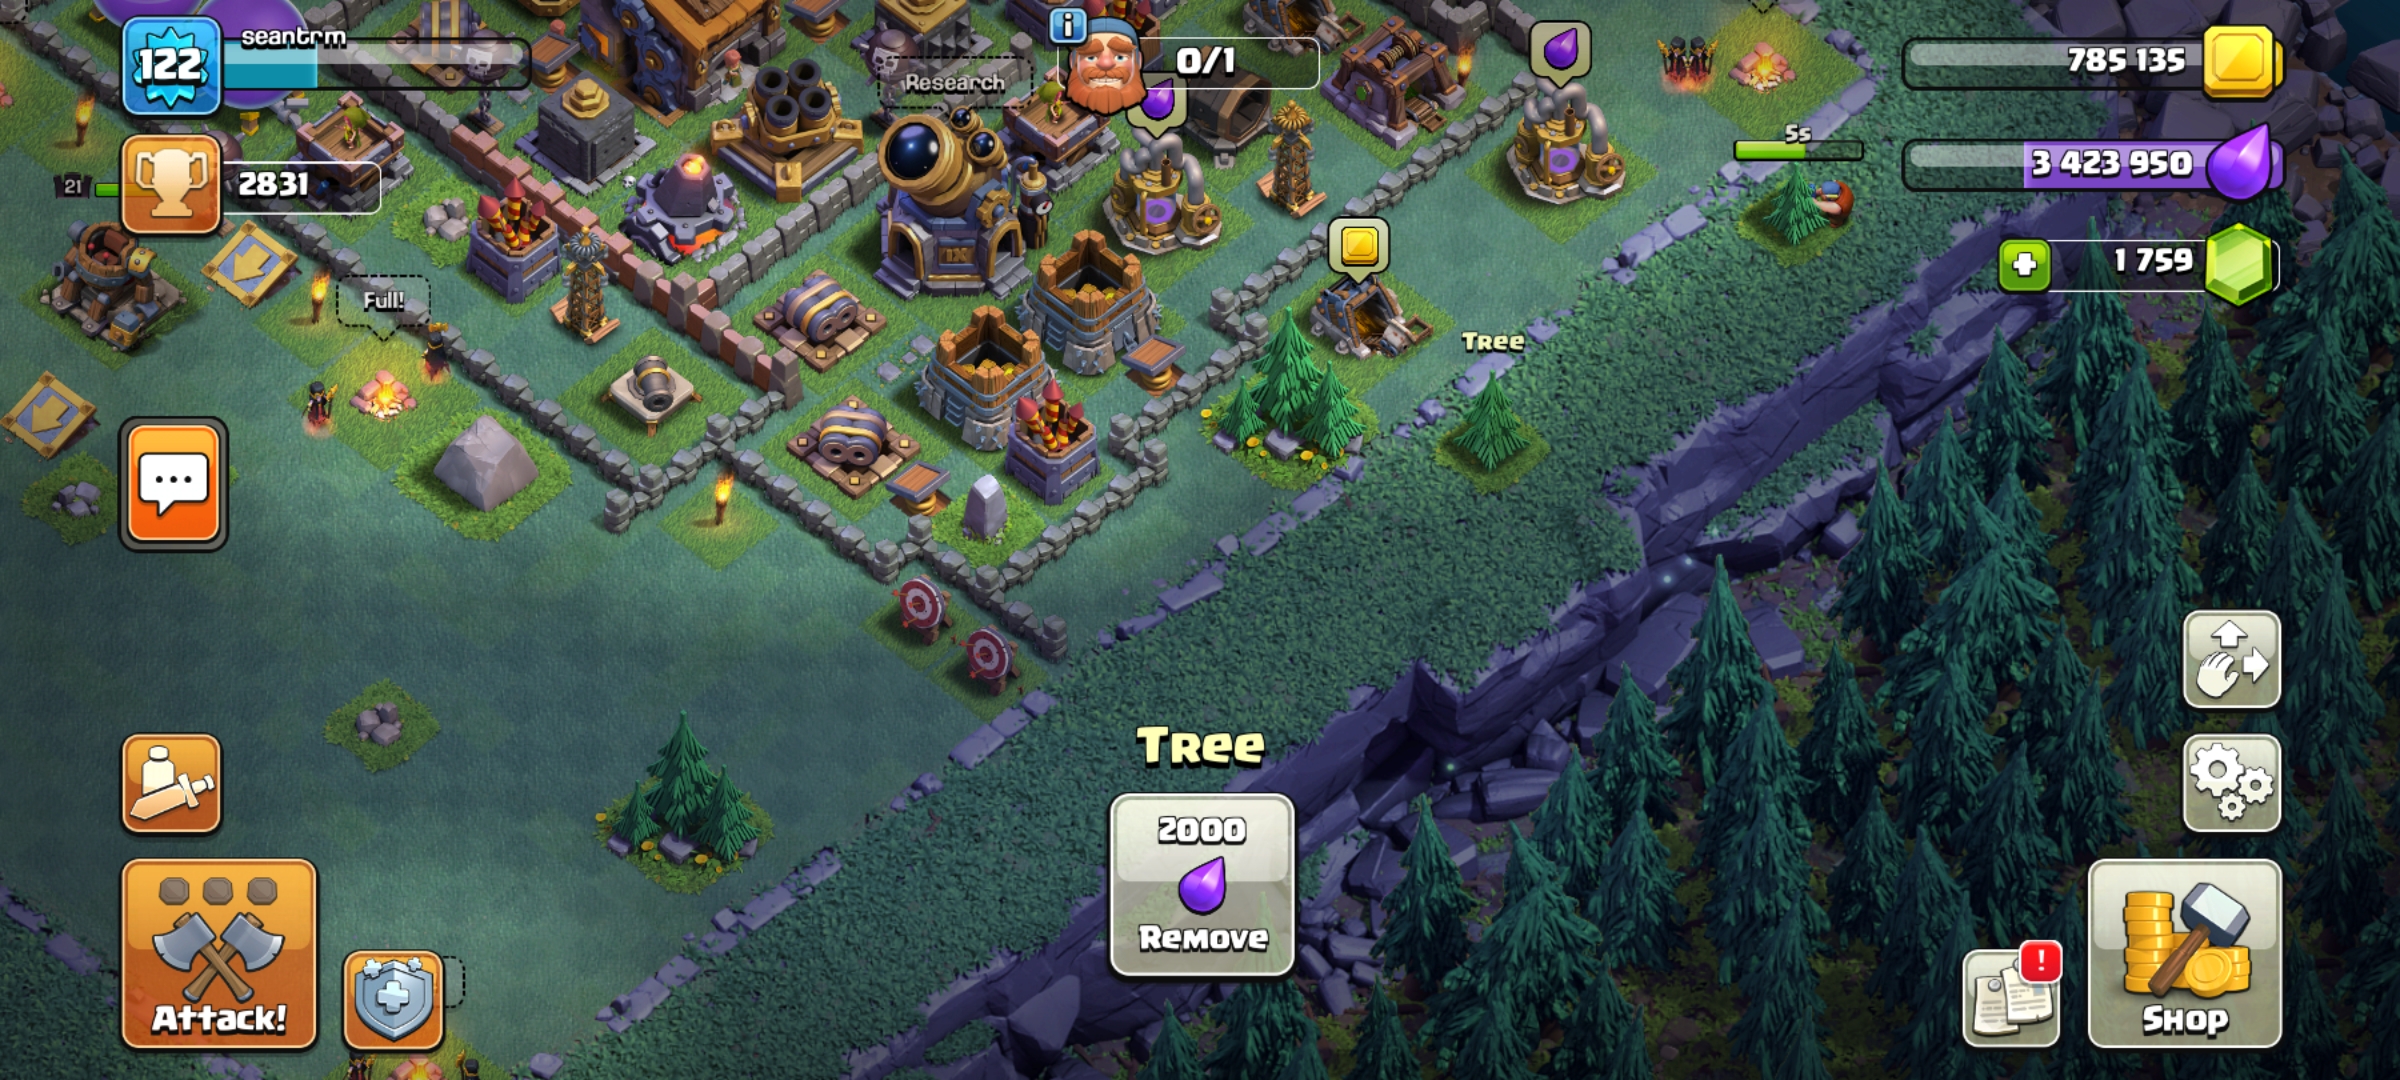 122
seantrm
Research
i
0/1
785 135
5s
3 423 950
21
2831
1 759
Full!
Tree
Tree
2000
Remove
Attack!
!
Shop